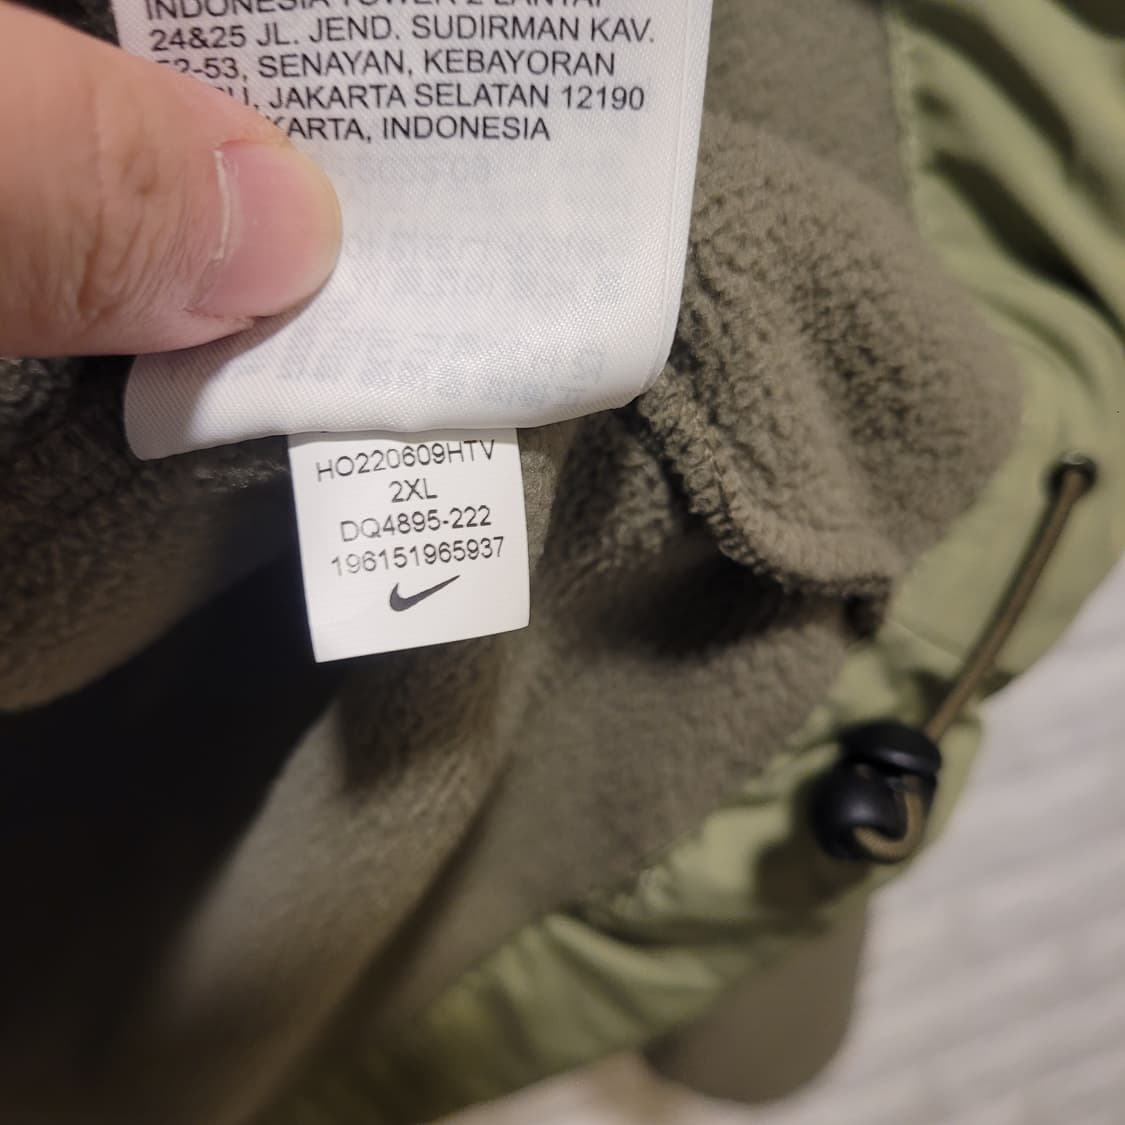 INDONESIA TOWER 2 LANTAI
24&25 JL. JEND. SUDIRMAN KAV.
52-53, SENAYAN, KEBAYORAN
JAKARTA SELATAN 12190
INDONESIA
HO220609HTV
2XL
DQ4895-222
196151965937